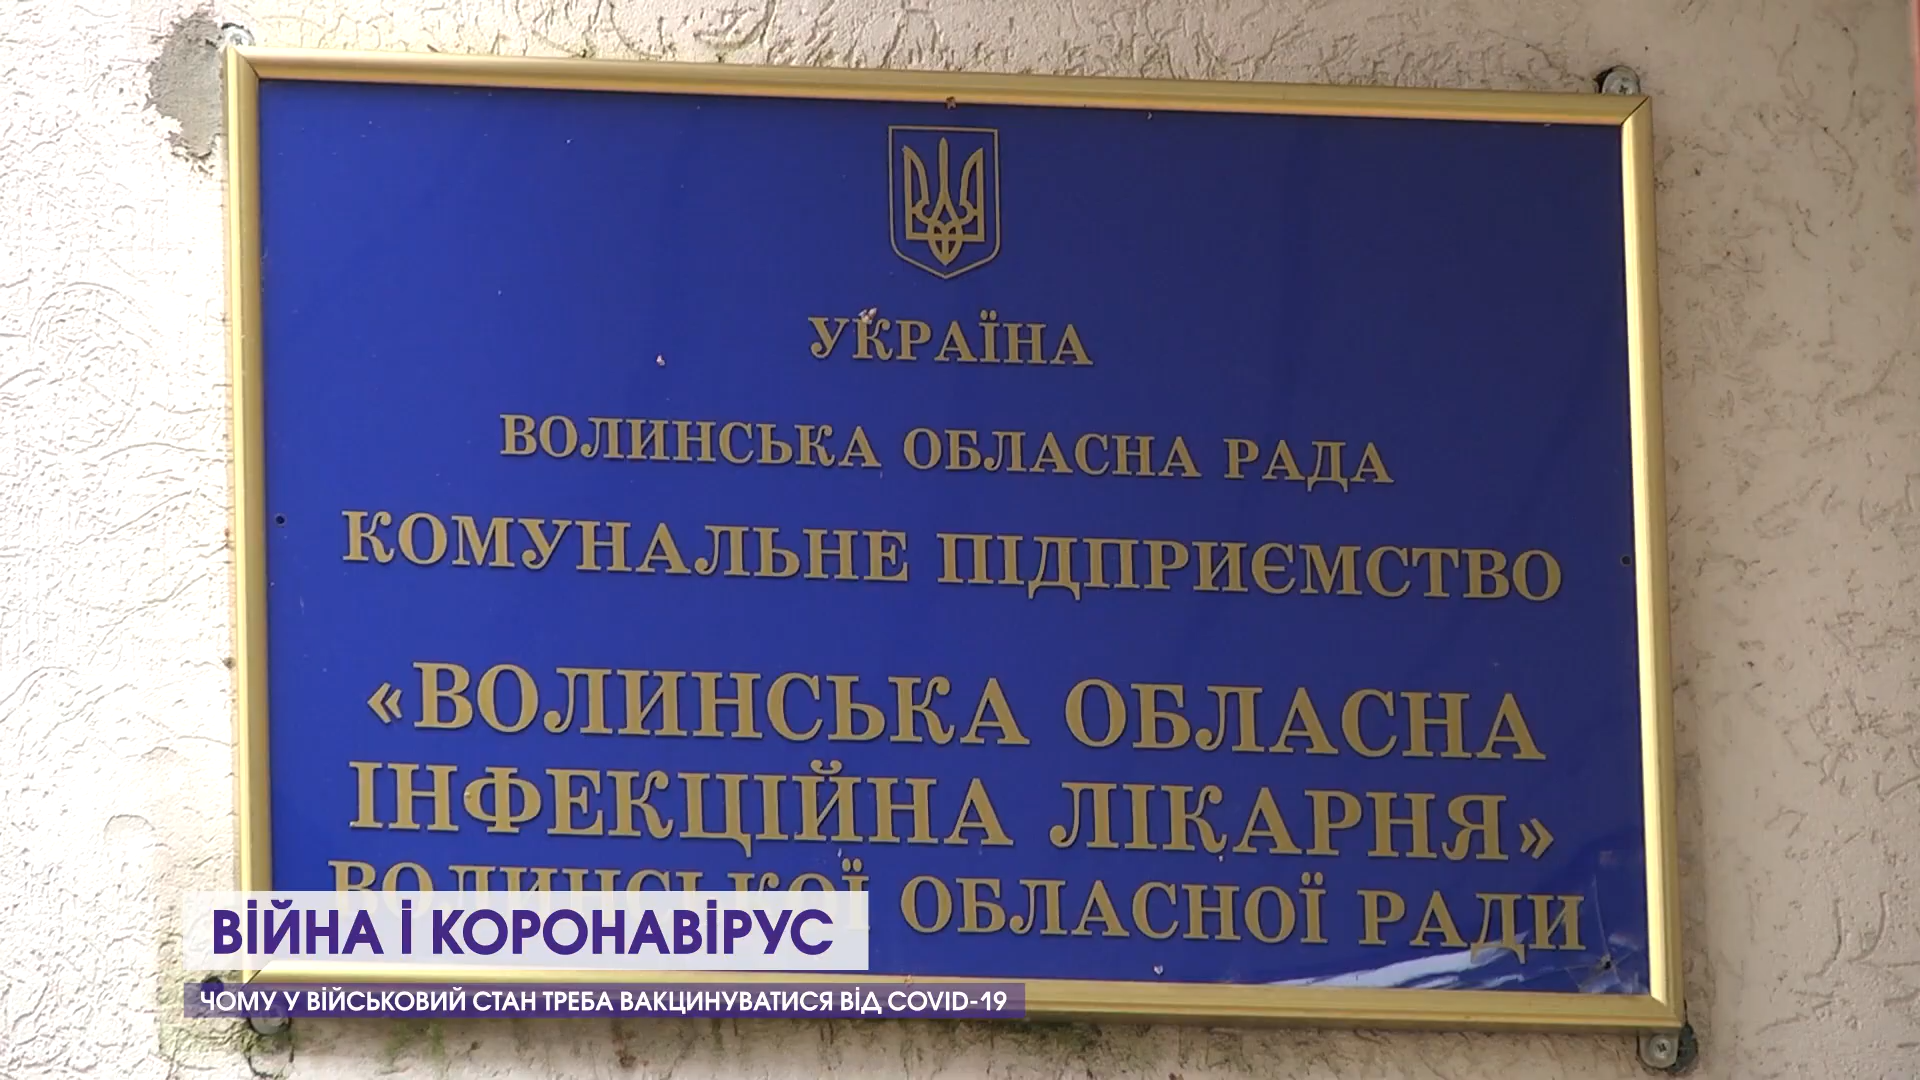 УКРАЇНА
ВОЛИНСЬКА ОБЛАСНА РАДА
КОМУНАЛЬНЕ ПІДПРИЄМСТВО
«ВОЛИНСЬКА ОБЛАСНА
ІНФЕКЦІЙНА ЛІКАРНЯ»
ВОЛИНСЬКОЇ ОБЛАСНОЇ РАДИ
ВІЙНА І КОРОНАВІРУС
ЧОМУ У ВІЙСЬКОВИЙ СТАН ТРЕБА ВАКЦИНУВАТИСЯ ВІД COVID-19